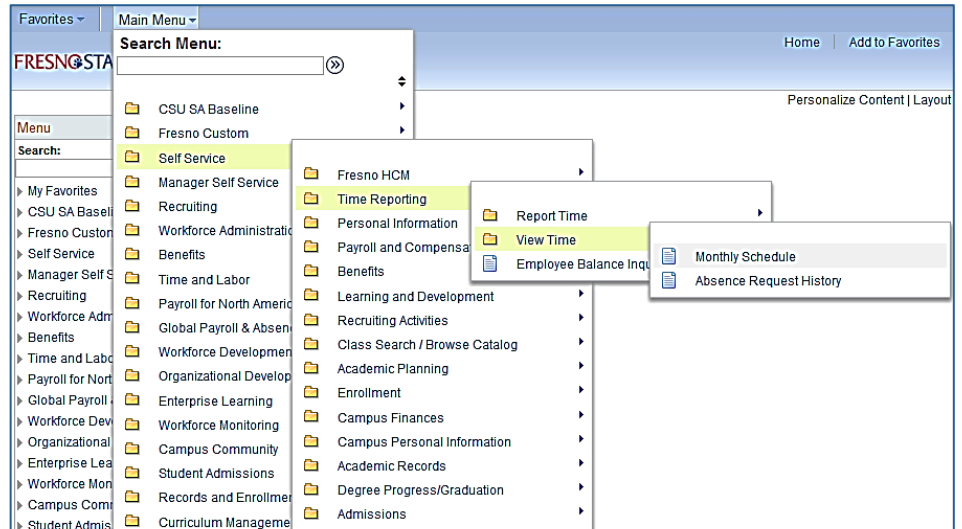 Favorites Main Menu
Search Menu:
Home Add to Favorites
Personalize Content | Layout
Menu
Search:
My Favorites
CSU SA Baseli
Fresno Custon
Self Service
Manager Self S
Recruiting
Workforce Adm
Benefits
Time and Labo
Payroll for Nort
Global Payroll
Workforce Dev
Organizational
Enterprise Lea
Workforce Mon
Campus Com
Student Admis
CSU SA Baseline
Fresno Custom
Self Service
Manager Self Service
Recruiting
Workforce Administratio
Benefits
Time and Labor
Payroll for North Americ
Global Payroll & Absen
Workforce Developmen
Organizational Develop
Enterprise Learning
Workforce Monitoring
Campus Community
Student Admissions
Records and Enrollmen
Curriculum Manageme
Fresno HCM
Time Reporting
Personal Information
Payroll and Compensa
Benefits
Learning and Development
Recruiting Activities
Class Search / Browse Catalog
Academic Planning
Enrollment
Campus Finances
Campus Personal Information
Academic Records
Degree Progress/Graduation
Admissions
Report Time
View Time
Employee Balance Inqu
Monthly Schedule
Absence Request History
FRESNO STA